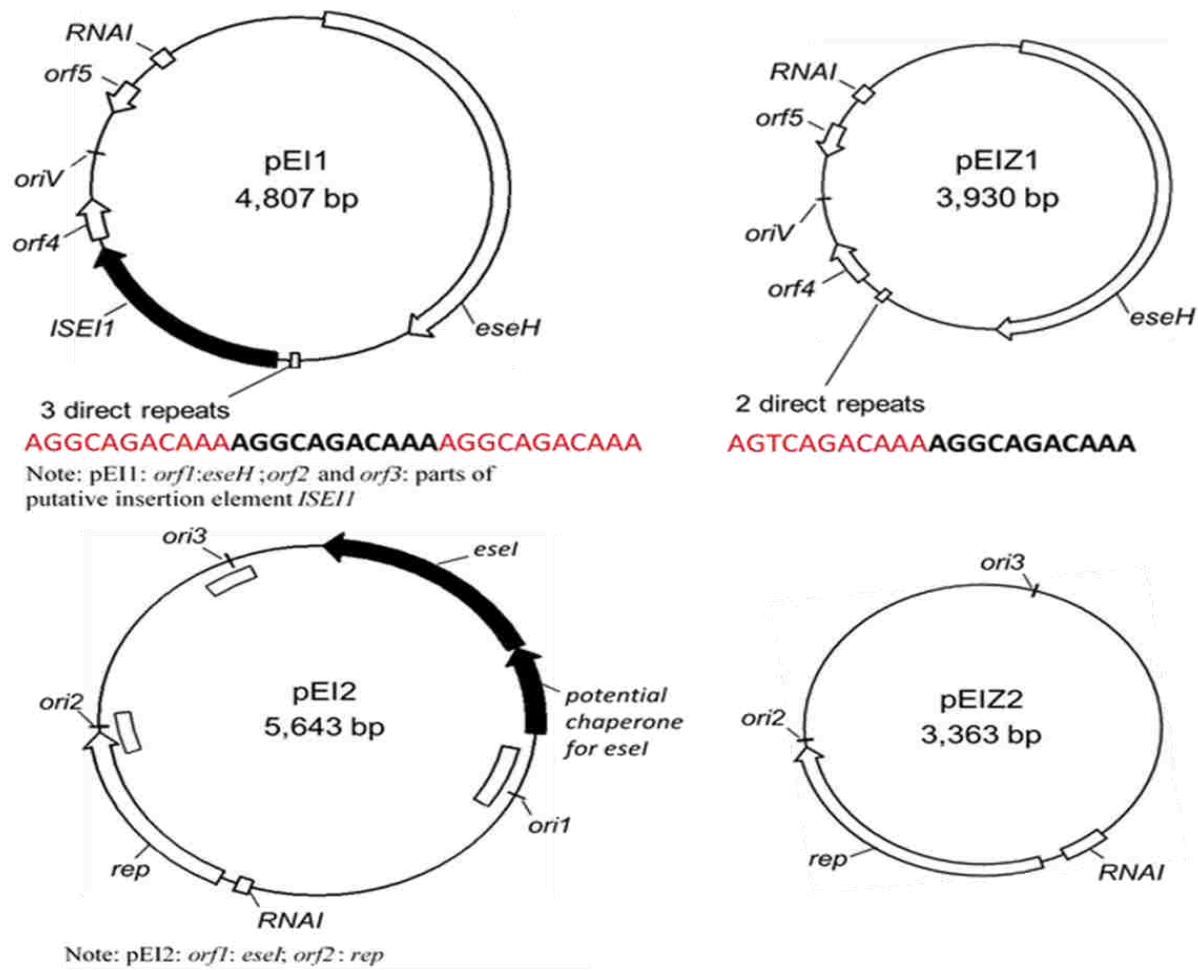 RNAI
orf5
oriV
orf4
ISEI1
pEI1
4,807 bp
eseH
3 direct repeats
AGGCAGACAAAAGGCAGACAAAAGGCAGACAAA
Note: pEI1: orf1:eseH ;orf2 and orf3: parts of
putative insertion element ISEI1
RNAI
orf5
oriV
orf4
pEIZ1
3,930 bp
eseH
2 direct repeats
AGTCAGACAAAAGGCAGACAAA
ori3
eseI
pEI2
5,643 bp
ori2
potential
chaperone
for eseI
ori1
rep
RNAI
Note: pEI2: orf1: eseI; orf2: rep
ori3
pEIZ2
3,363 bp
ori2
rep
RNAI